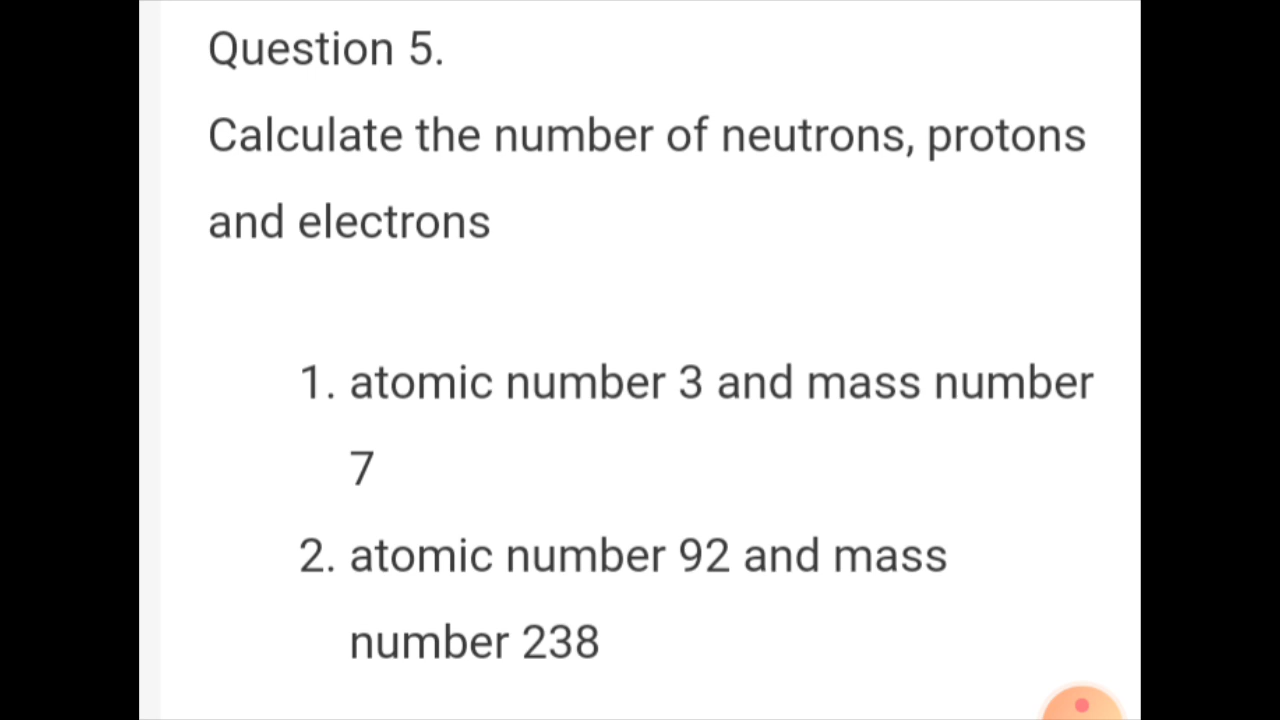 Question 5.
Calculate the number of neutrons, protons
and electrons
1. atomic number 3 and mass number
7
2. atomic number 92 and mass
number 238